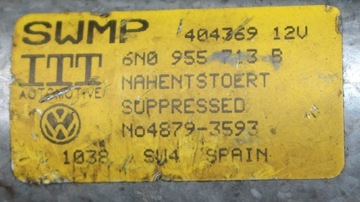 SWMP 404369 12V
ITT 6N0 955 713 B
AUTOMOTIVE NAHENTSTOERT
SUPPRESSED
No4879-3593
1038 SW4 SPAIN